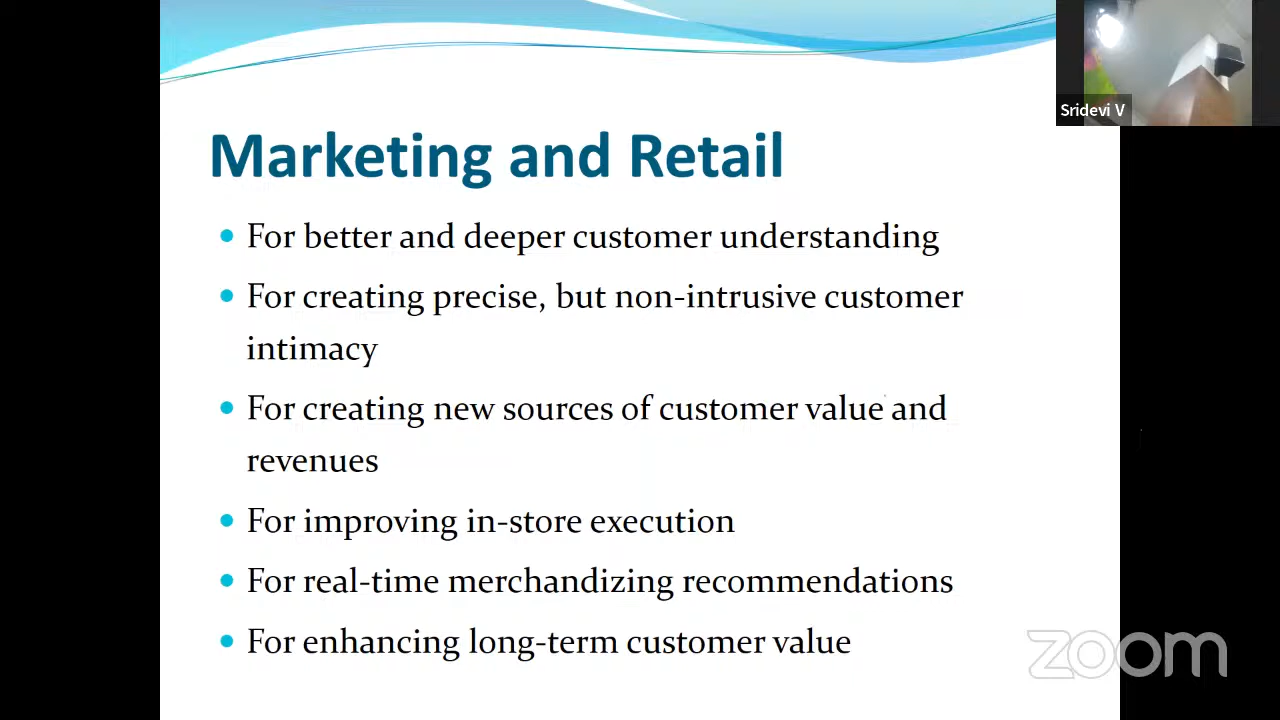 Sridevi V
Marketing and Retail
For better and deeper customer understanding
For creating precise, but non-intrusive customer
intimacy
For creating new sources of customer value and
revenues
For improving in-store execution
For real-time merchandizing recommendations
For enhancing long-term customer value
zoom